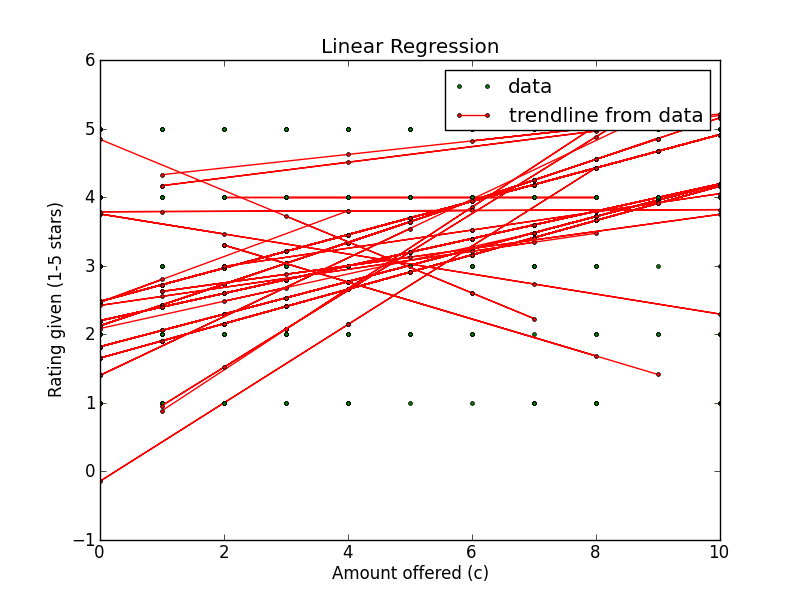 Linear Regression
data
trendline from data
6
5
4
3
2
1
0
−1
Rating given (1-5 stars)
0 2 4 6 8 10
Amount offered (c)